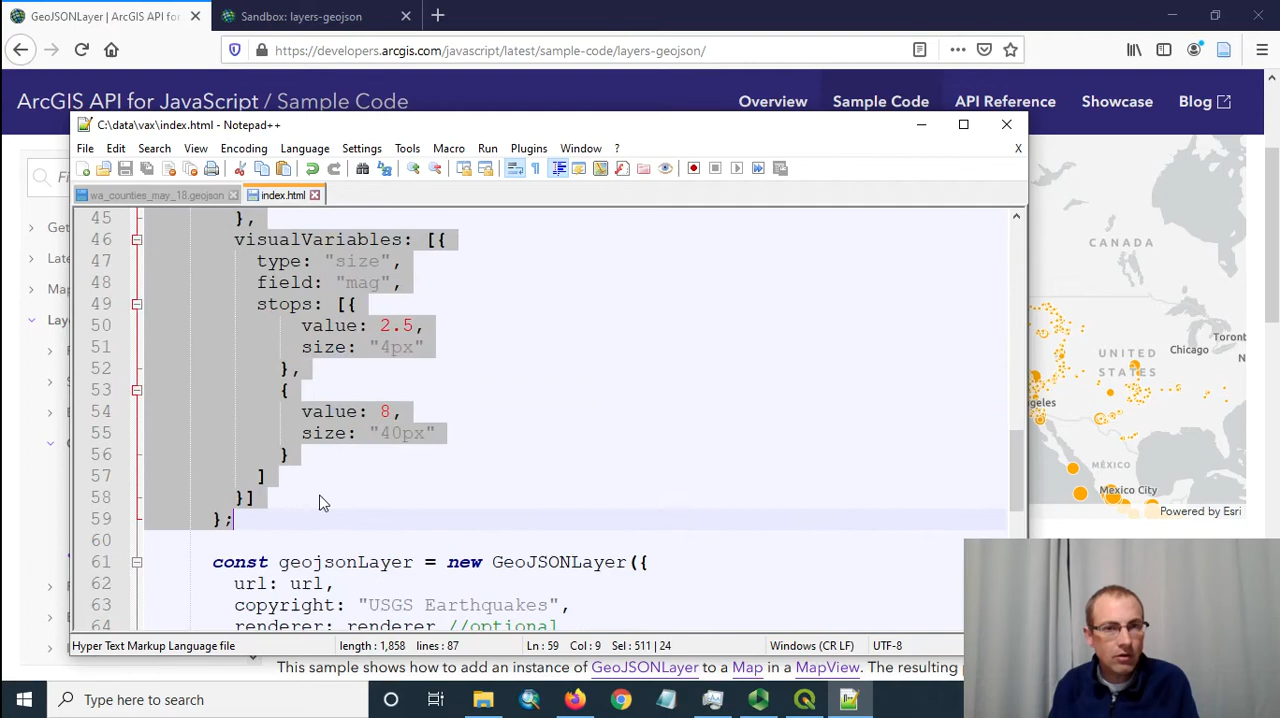 GeoJSONLayer | ArcGIS API for
Sandbox: layers-geojson
https://developers.arcgis.com/javascript/latest/sample-code/layers-geojson/
ArcGIS API for JavaScript / Sample Code
Overview
Sample Code
API Reference
Showcase
Blog
C:\data\vax\index.html - Notepad++
File Edit Search View Encoding Language Settings Tools Macro Run Plugins Window ? X
wa_counties_may_18.geojson
index.html
45 },
46 visualVariables: [{
47 type: "size",
48 field: "mag",
49 stops: [{
50 value: 2.5,
51 size: "4px"
52 },
53 {
54 value: 8,
55 size: "40px"
56 }
57 ]
58 }]
59 };
60
61 const geojsonLayer = new GeoJSONLayer({
62 url: url,
63 copyright: "USGS Earthquakes",
64 renderer: renderer //optional
Hyper Text Markup Language file
length : 1,858 lines : 87
Ln : 59 Col : 9 Sel : 511 | 24
Windows (CR LF)
UTF-8
CANADA
UNITED
STATES
Chicago
Toront
Boston
New York
MÉXICO
Mexico City
Powered by Esri
This sample shows how to add an instance of GeoJSONLayer to a Map in a MapView. The resulting
Type here to search